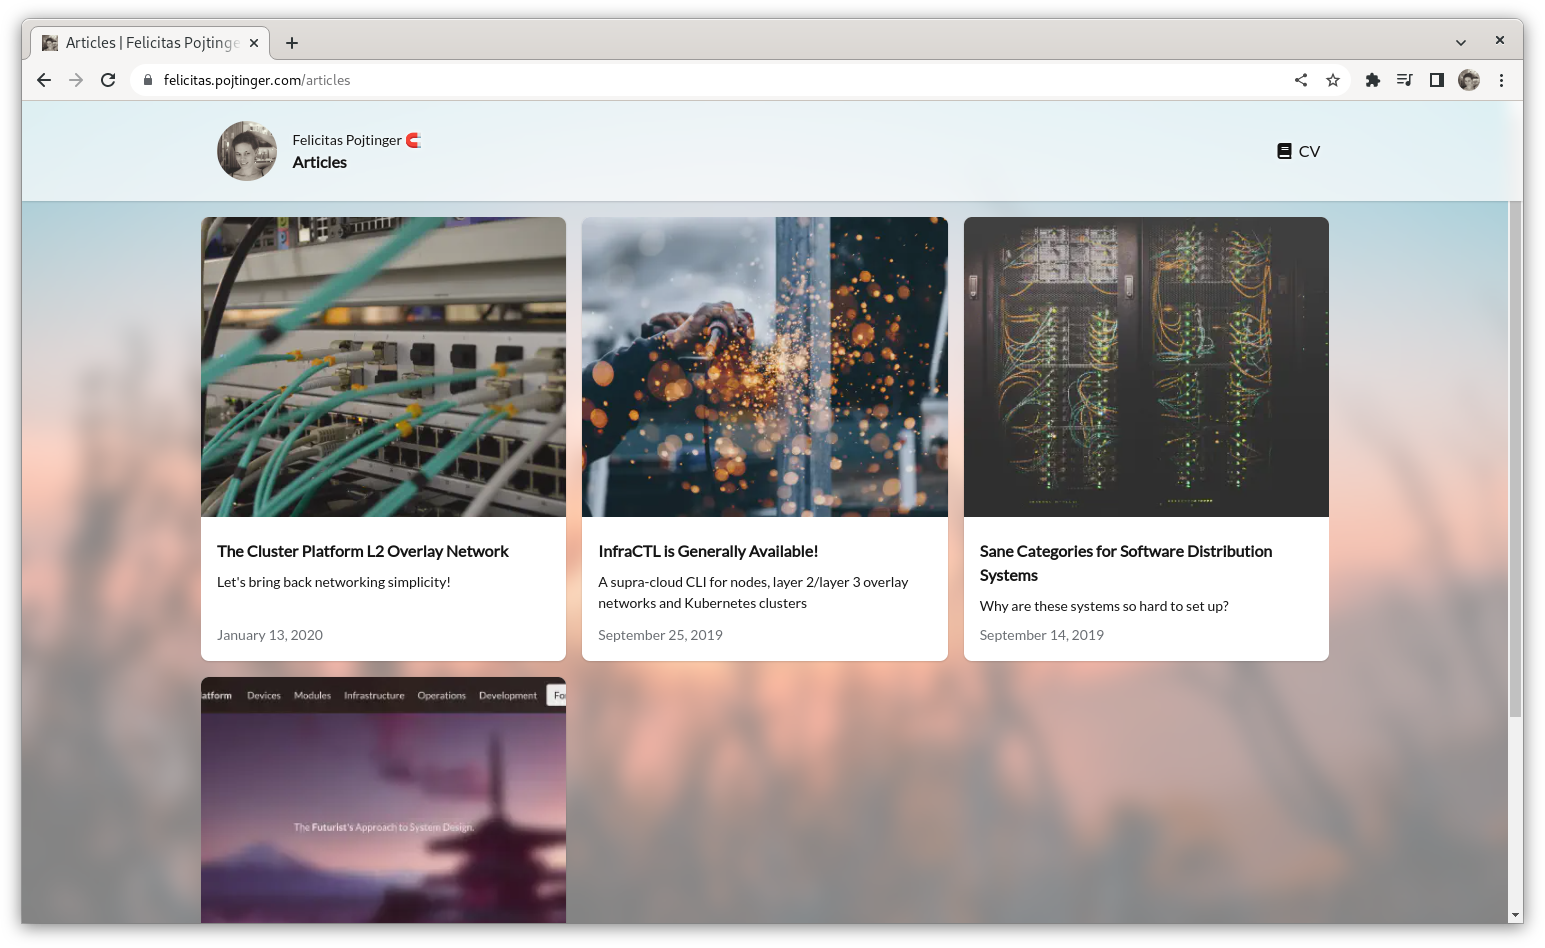 Articles | Felicitas Pojtinge
felicitas.pojtinger.com/articles
Felicitas Pojtinger 🧲
Articles
CV
The Cluster Platform L2 Overlay Network
Let's bring back networking simplicity!
January 13, 2020
InfraCTL is Generally Available!
A supra-cloud CLI for nodes, layer 2/layer 3 overlay
networks and Kubernetes clusters
September 25, 2019
Sane Categories for Software Distribution
Systems
Why are these systems so hard to set up?
September 14, 2019
atform Devices Modules Infrastructure Operations Development Fo
The Futurist's Approach to System Design.